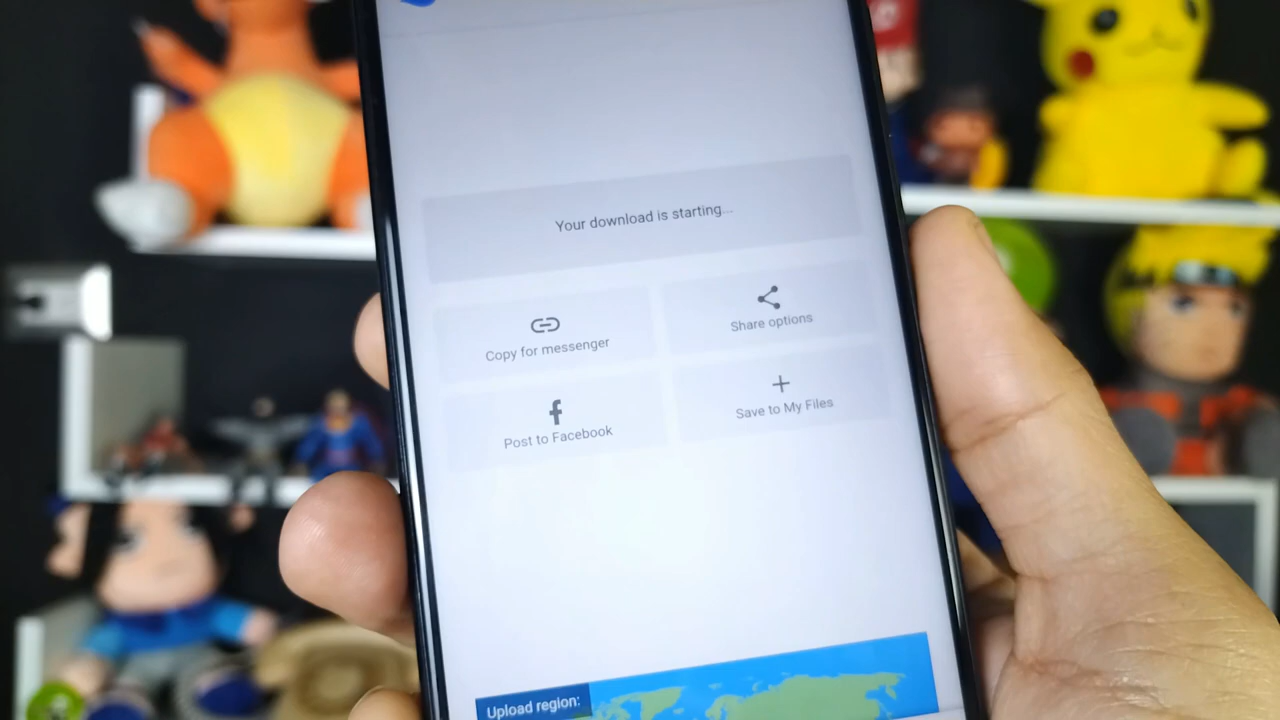 Your download is starting...
Copy for messenger
Share options
Post to Facebook
Save to My Files
Upload region: